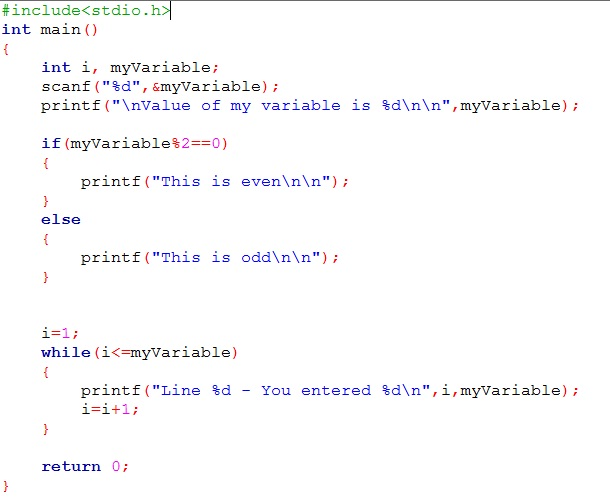 #include<stdio.h>
int main()
{
    int i, myVariable;
    scanf("%d",&myVariable);
    printf("\nValue of my variable is %d\n\n",myVariable);

    if(myVariable%2==0)
    {
        printf("This is even\n\n");
    }
    else
    {
        printf("This is odd\n\n");
    }


    i=1;
    while(i<=myVariable)
    {
        printf("Line %d - You entered %d\n",i,myVariable);
        i=i+1;
    }

    return 0;
}